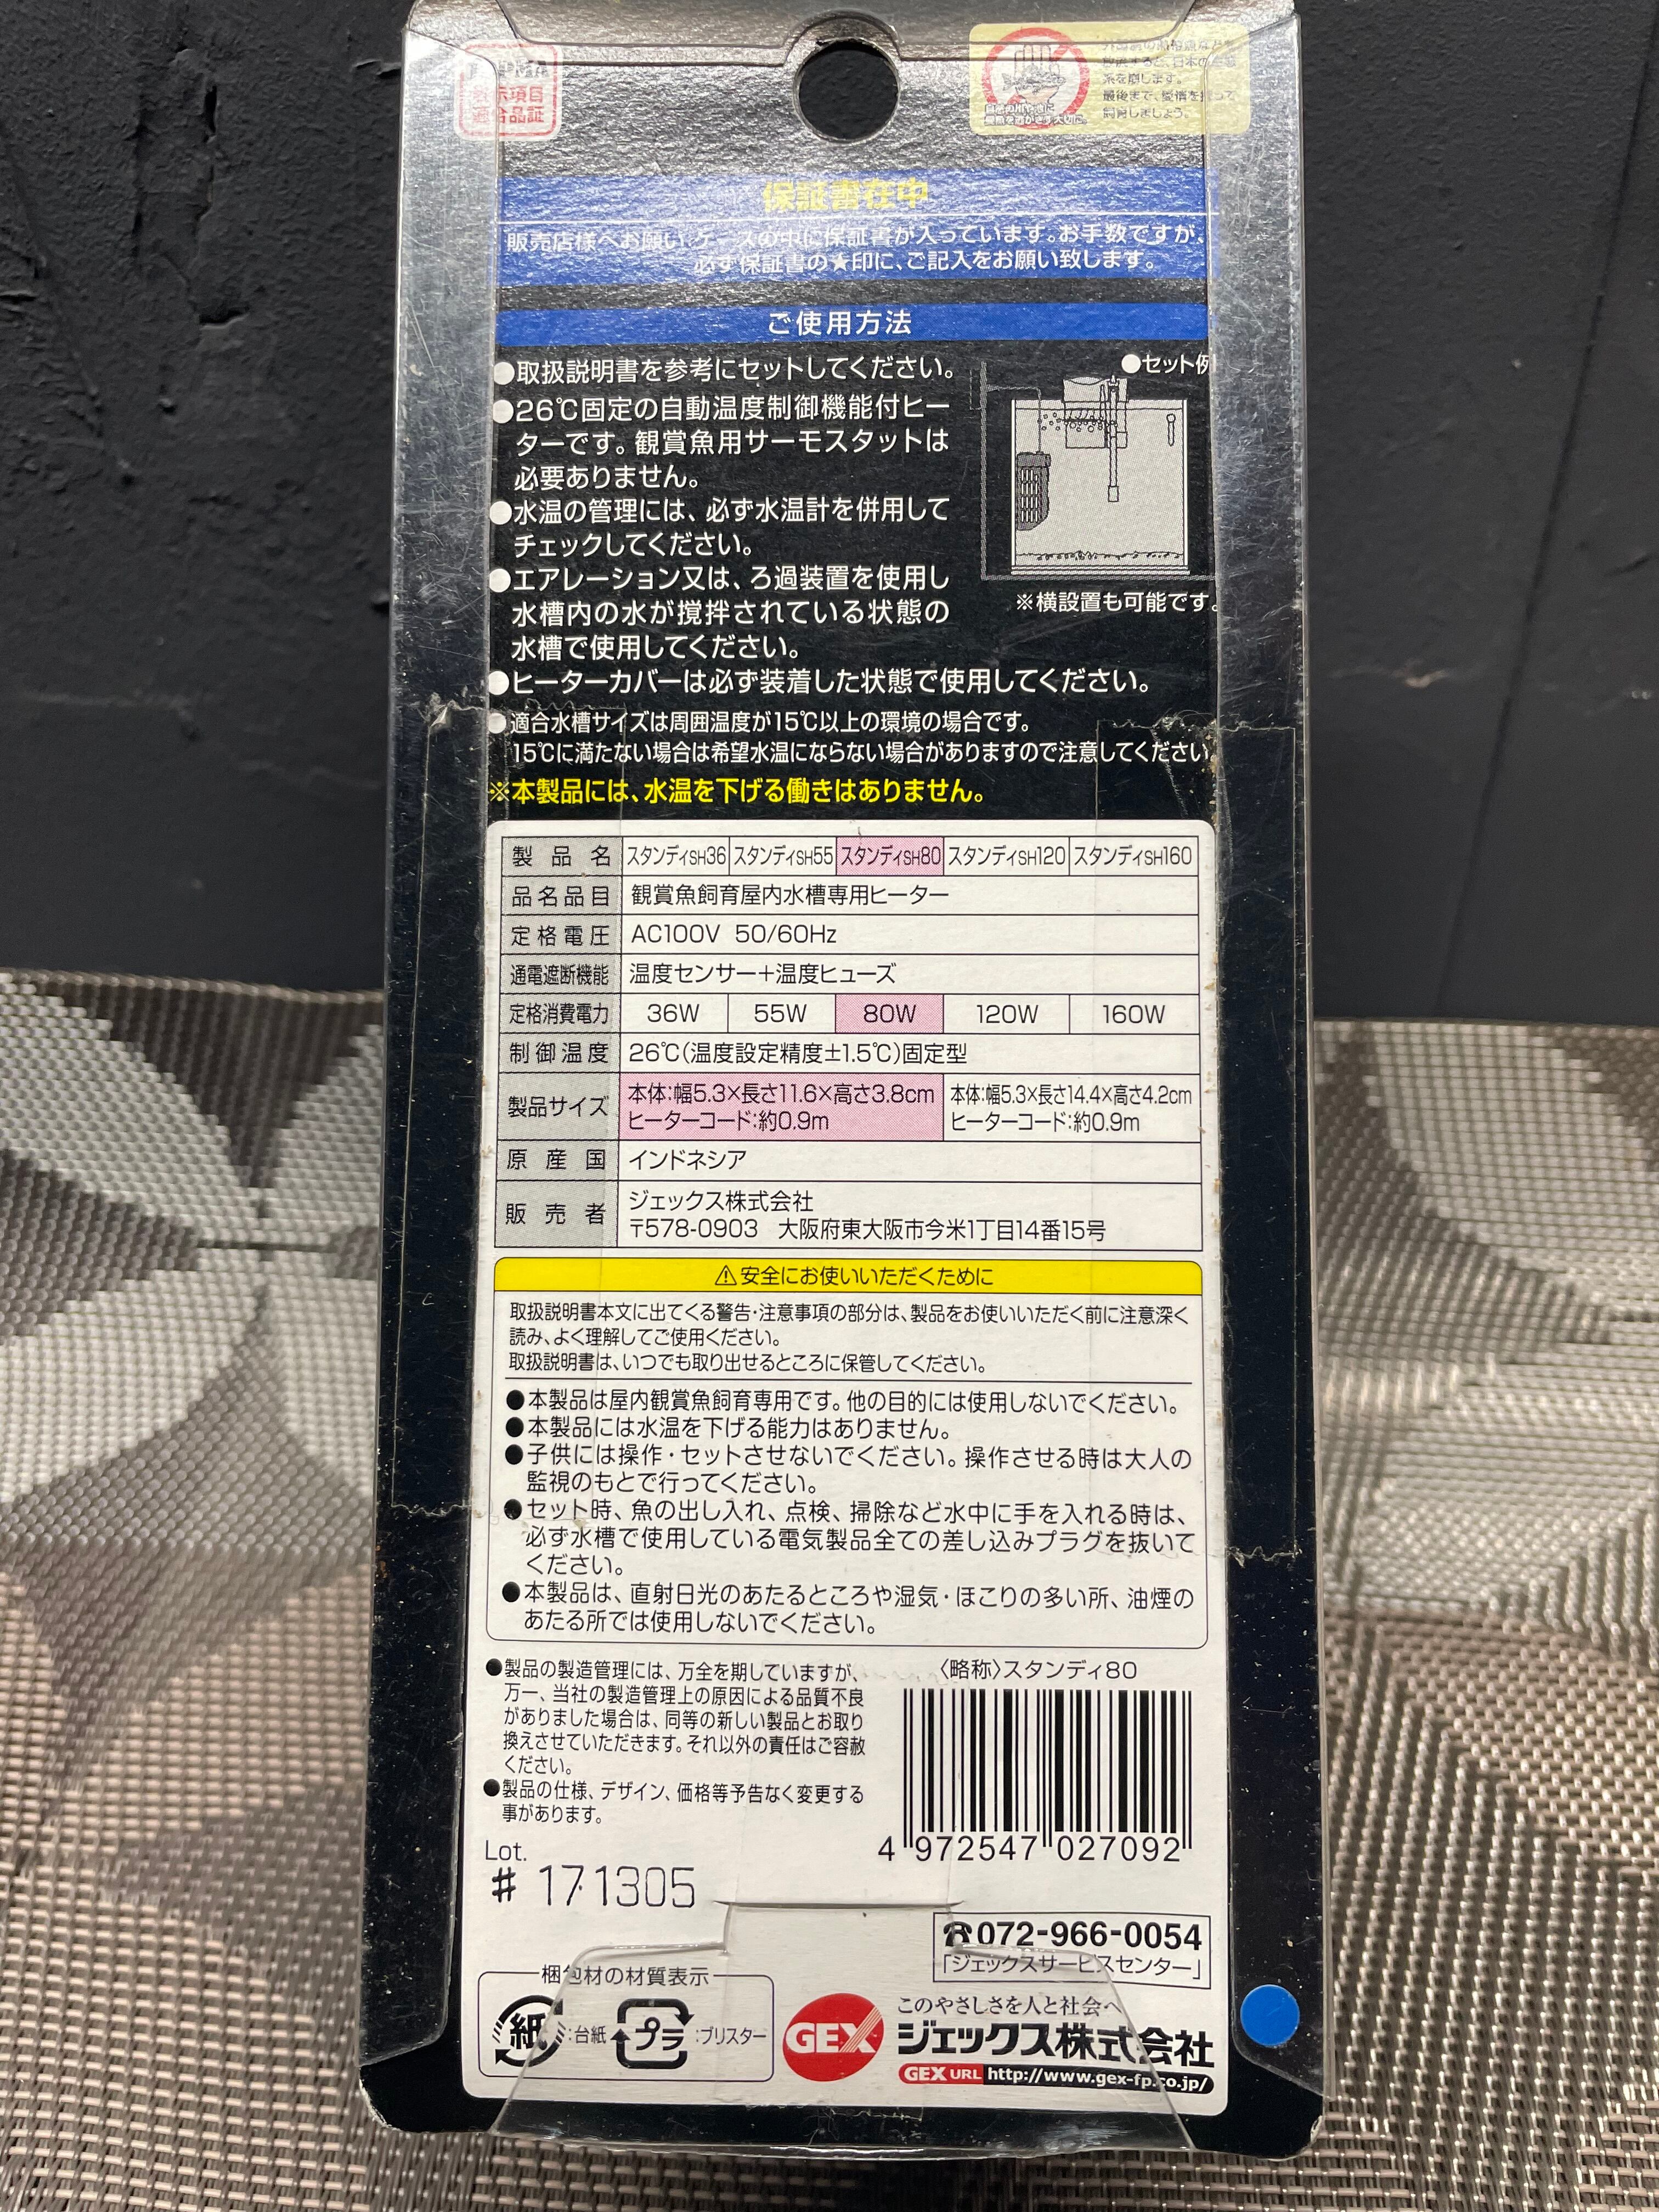 表示項目
適合品証
最後まで、愛情を持って
飼育しましょう。
保証書在中
販売店様へお願い:ケースの中に保証書が入っています。お手数ですが、
必ず保証書の★印に、ご記入をお願い致します。
ご使用方法
●取扱説明書を参考にセットしてください。
●セット例
●26℃固定の自動温度制御機能付ヒー
ターです。観賞魚用サーモスタットは
必要ありません。
●水温の管理には、必ず水温計を併用して
チェックしてください。
●エアレーション又は、ろ過装置を使用し
水槽内の水が撹拌されている状態の
水槽で使用してください。
※横設置も可能です。
●ヒーターカバーは必ず装着した状態で使用してください。
●適合水槽サイズは周囲温度が15℃以上の環境の場合です。
15℃に満たない場合は希望水温にならない場合がありますので注意してください。
※本製品には、水温を下げる働きはありません。
製品名 スタンディSH36 スタンディSH55 スタンディSH80 スタンディSH120 スタンディSH160
品名品目 観賞魚飼育屋内水槽専用ヒーター
定格電圧 AC100V 50/60Hz
通電遮断機能 温度センサー+温度ヒューズ
定格消費電力 36W 55W 80W 120W 160W
制御温度 26℃(温度設定精度±1.5℃)固定型
製品サイズ 本体:幅5.3×長さ11.6×高さ3.8cm 本体:幅5.3×長さ14.4×高さ4.2cm
ヒーターコード:約0.9m ヒーターコード:約0.9m
原産国 インドネシア
販売者 ジェックス株式会社
〒578-0903 大阪府東大阪市今米1丁目14番15号
⚠安全にお使いいただくために
取扱説明書本文に出てくる警告・注意事項の部分は、製品をお使いいただく前に注意深く
読み、よく理解してご使用ください。
取扱説明書は、いつでも取り出せるところに保管してください。
●本製品は屋内観賞魚飼育専用です。他の目的には使用しないでください。
●本製品には水温を下げる能力はありません。
●子供には操作・セットさせないでください。操作させる時は大人の
監視のもとで行ってください。
●セット時、魚の出し入れ、点検、掃除など水中に手を入れる時は、
必ず水槽で使用している電気製品全ての差し込みプラグを抜いて
ください。
●本製品は、直射日光のあたるところや湿気・ほこりの多い所、油煙の
あたる所では使用しないでください。
●製品の製造管理には、万全を期していますが、
万一、当社の製造管理上の原因による品質不良
がありました場合は、同等の新しい製品とお取り
換えさせていただきます。それ以外の責任はご容赦
ください。
●製品の仕様、デザイン、価格等予告なく変更する
事があります。
〈略称〉スタンディ80
4 972547 027092
Lot.
# 171305
☎072-966-0054
「ジェックスサービスセンター」
梱包材の材質表示
紙:台紙 プラ:ブリスター
GEX
このやさしさを人と社会へ
ジェックス株式会社
GEX URL http://www.gex-fp.co.jp/